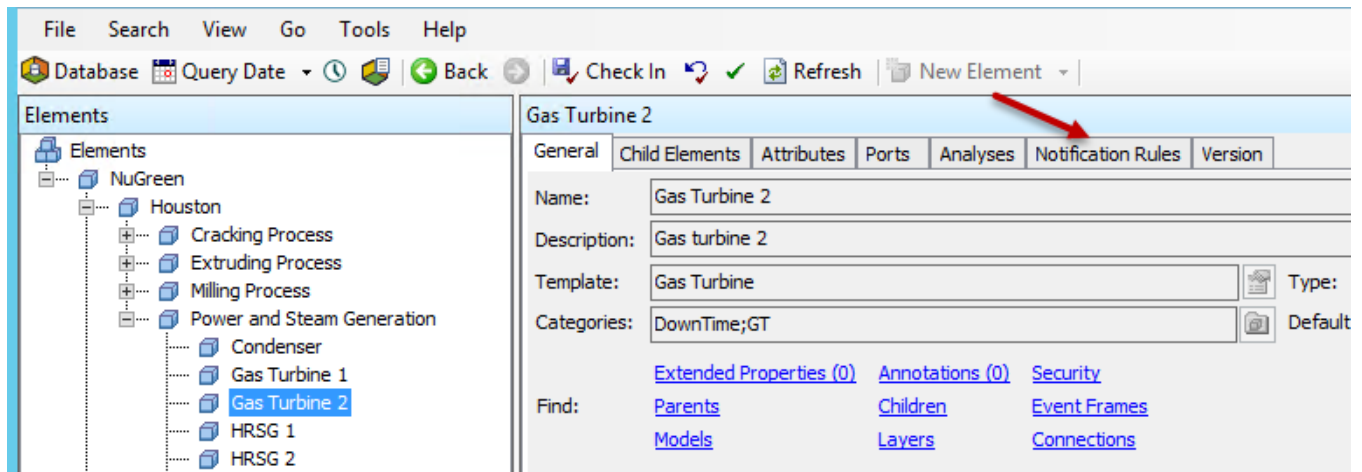 File Search View Go Tools Help
Database Query Date Back Check In Refresh New Element
Elements
Elements
NuGreen
Houston
Cracking Process
Extruding Process
Milling Process
Power and Steam Generation
Condenser
Gas Turbine 1
Gas Turbine 2
HRSG 1
HRSG 2
Gas Turbine 2
General Child Elements Attributes Ports Analyses Notification Rules Version
Name: Gas Turbine 2
Description: Gas turbine 2
Template: Gas Turbine Type:
Categories: DownTime;GT Default
Extended Properties (0) Annotations (0) Security
Find: Parents Children Event Frames
Models Layers Connections